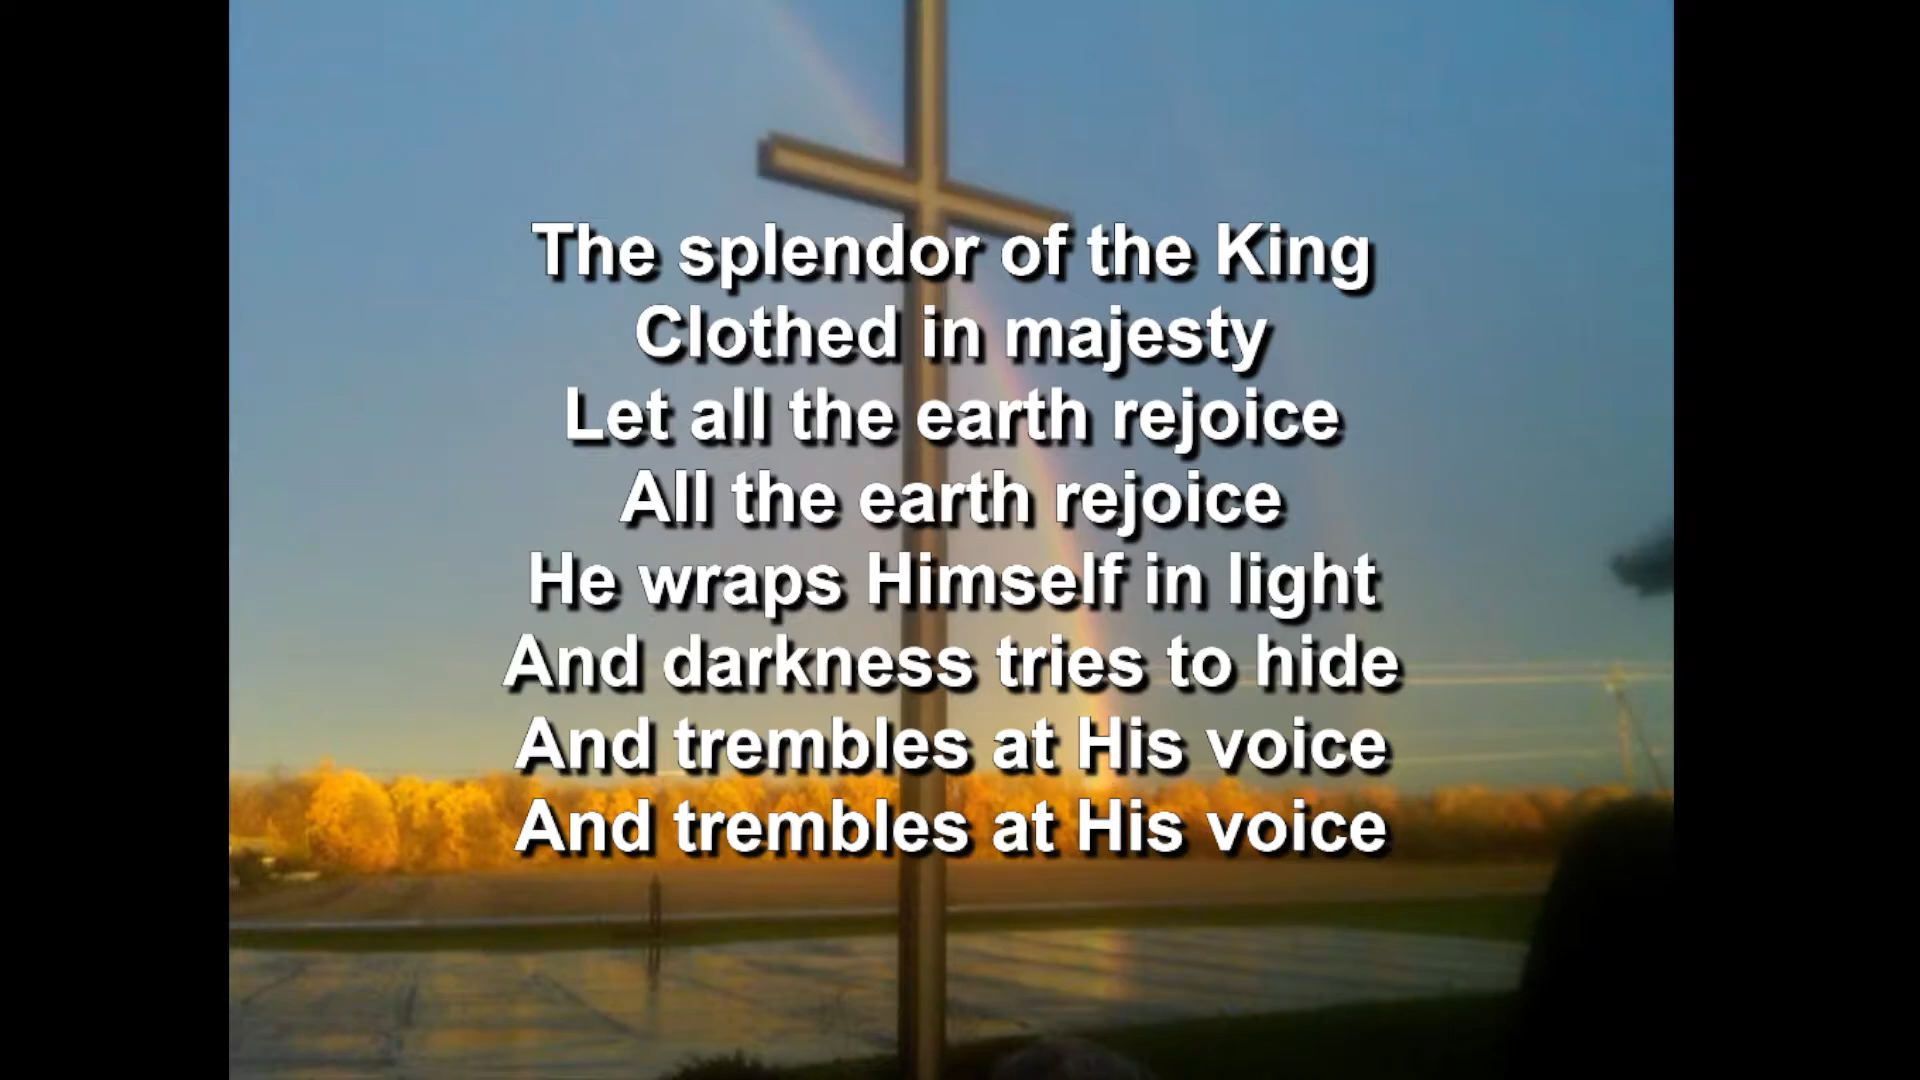 The splendor of the King
Clothed in majesty
Let all the earth rejoice
All the earth rejoice
He wraps Himself in light
And darkness tries to hide
And trembles at His voice
And trembles at His voice